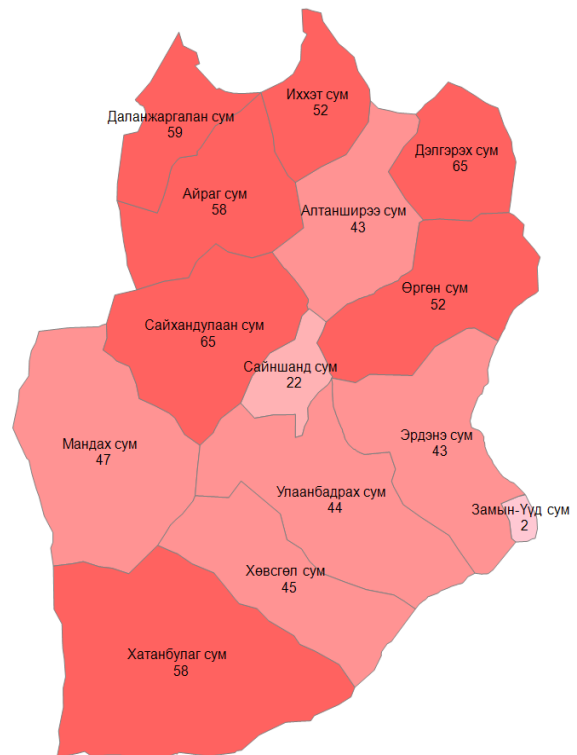 Иххэт сум
52
Даланжаргалан сум
59
Дэлгэрэх сум
65
Айраг сум
58
Алтанширээ сум
43
Өргөн сум
52
Сайхандулаан сум
65
Сайншанд сум
22
Эрдэнэ сум
43
Мандах сум
47
Улаанбадрах сум
44
Замын-Үүд сум
2
Хөвсгөл сум
45
Хатанбулаг сум
58